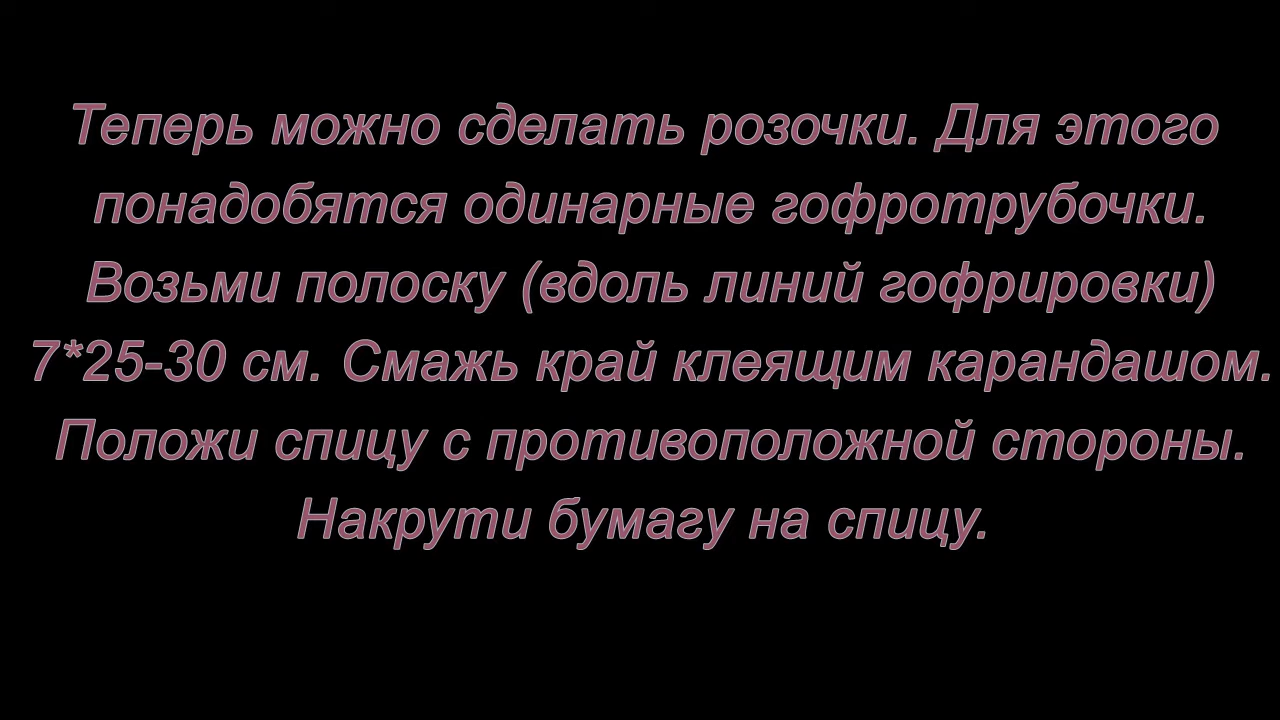 Теперь можно сделать розочки. Для этого
понадобятся одинарные гофротрубочки.
Возьми полоску (вдоль линий гофрировки)
7*25-30 см. Смажь край клеящим карандашом.
Положи спицу с противоположной стороны.
Накрути бумагу на спицу.